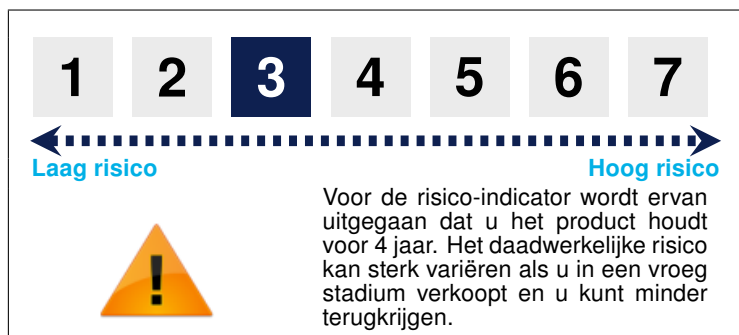 1 2 3 4 5 6 7
Laag risico Hoog risico
Voor de risico-indicator wordt ervan
uitgegaan dat u het product houdt
voor 4 jaar. Het daadwerkelijke risico
kan sterk variëren als u in een vroeg
stadium verkoopt en u kunt minder
terugkrijgen.
!